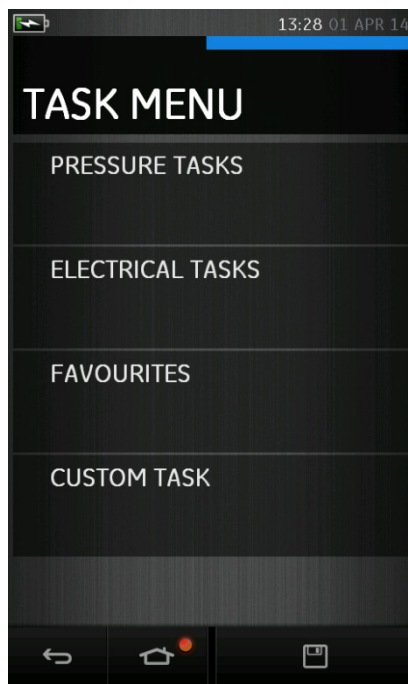 13:28 01 APR 14
TASK MENU
PRESSURE TASKS
ELECTRICAL TASKS
FAVOURITES
CUSTOM TASK